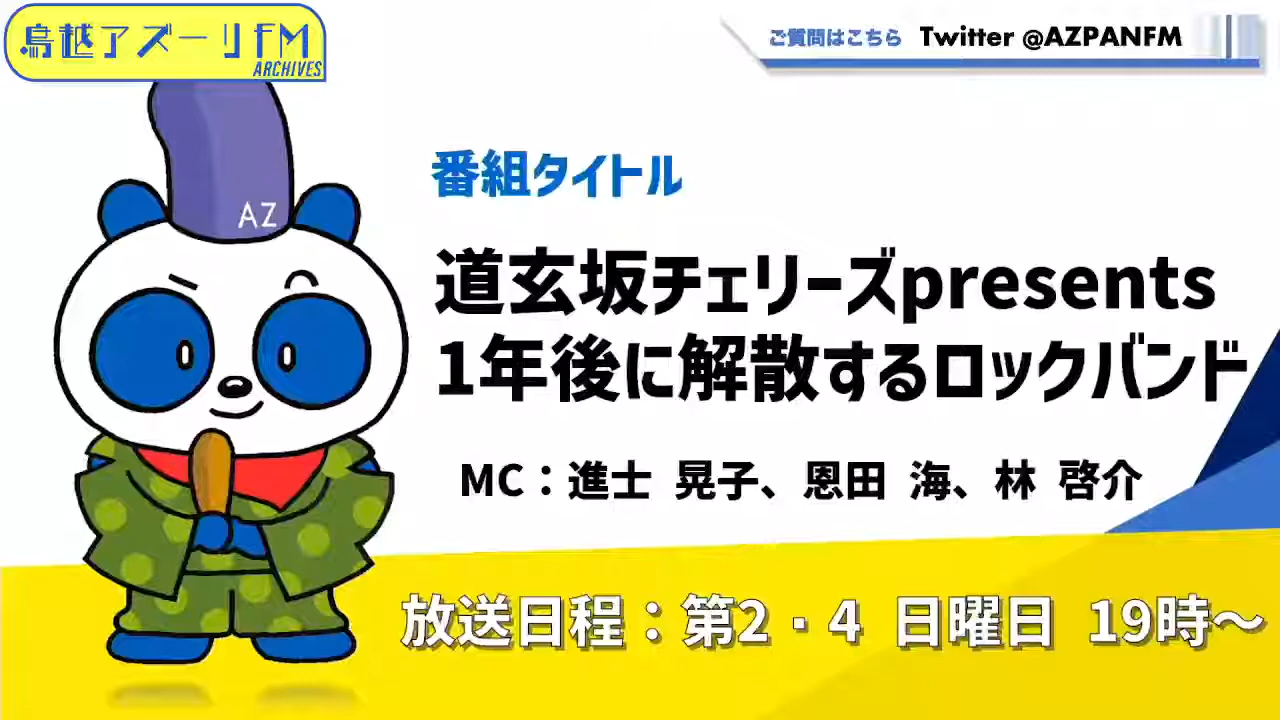 鳥越アズーリFM
ARCHIVES
ご質問はこちら Twitter @AZPANFM
AZ
番組タイトル
道玄坂チェリーズpresents
1年後に解散するロックバンド
MC：進士 晃子、恩田 海、林 啓介
放送日程：第2・4 日曜日 19時～